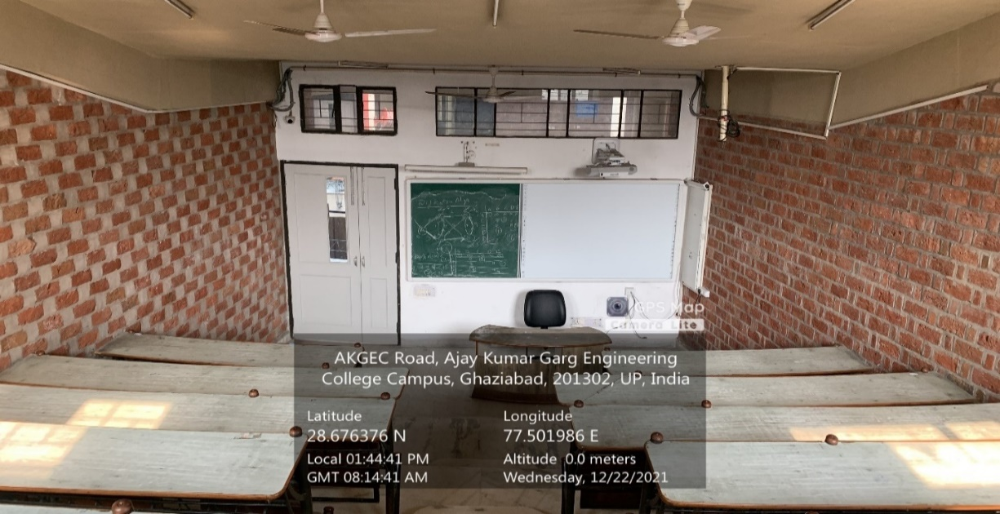 GPS Map
Camera Lite
AKGEC Road, Ajay Kumar Garg Engineering
College Campus, Ghaziabad, 201302, UP, India
Latitude
28.676376 N
Longitude
77.501986 E
Local 01:44:41 PM
GMT 08:14:41 AM
Altitude 0.0 meters
Wednesday, 12/22/2021